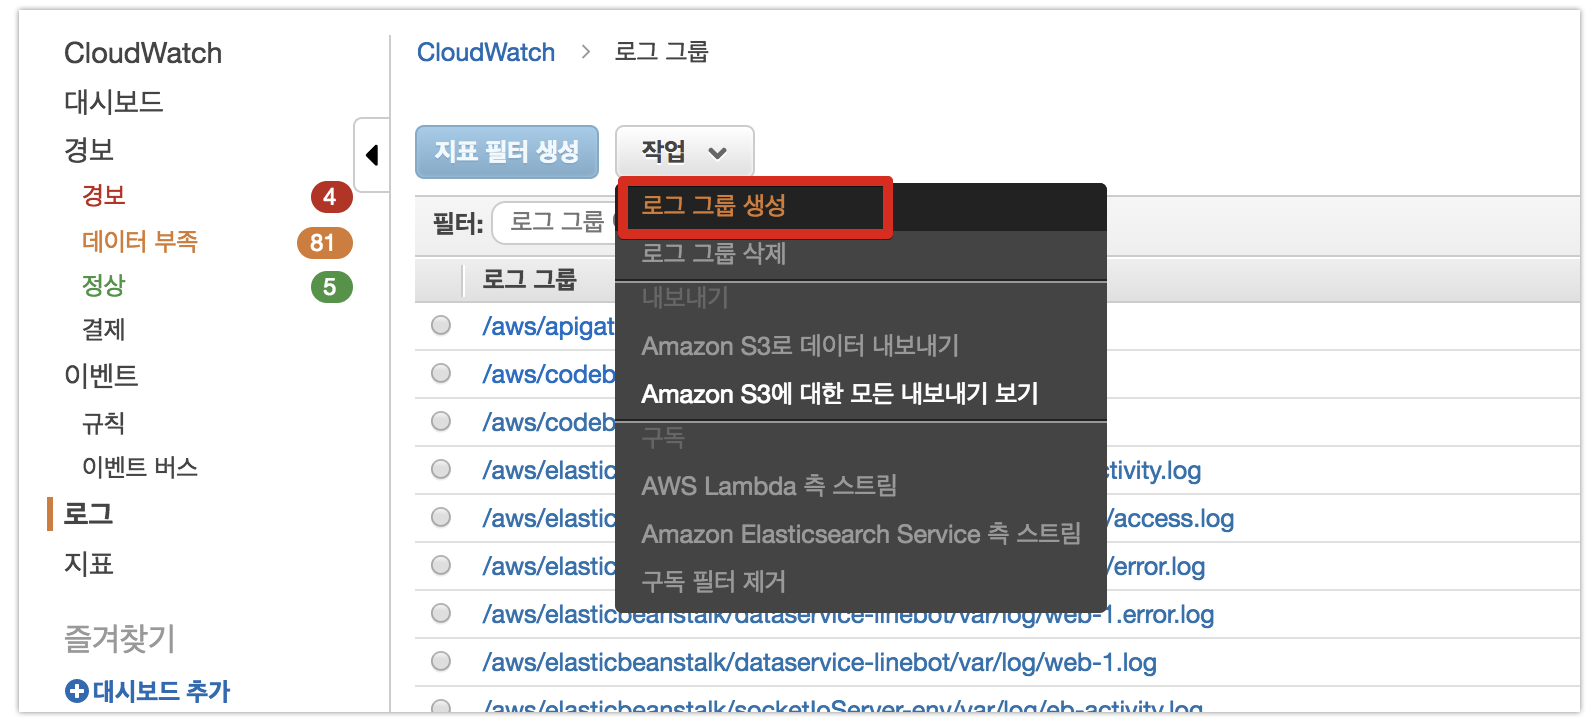 CloudWatch
대시보드
경보
경보 4
데이터 부족 81
정상 5
결제
이벤트
규칙
이벤트 버스
로그
지표
즐겨찾기
대시보드 추가
CloudWatch > 로그 그룹
지표 필터 생성 작업
필터: 로그 그룹
로그 그룹
로그 그룹 생성
로그 그룹 삭제
내보내기
Amazon S3로 데이터 내보내기
Amazon S3에 대한 모든 내보내기 보기
구독
AWS Lambda 측 스트림
Amazon Elasticsearch Service 측 스트림
구독 필터 제거
/aws/apigat
/aws/codeb
/aws/codeb
/aws/elastic ctivity.log
/aws/elastic /access.log
/aws/elastic /error.log
/aws/elasticbeanstalk/dataservice-linebot/var/log/web-1.error.log
/aws/elasticbeanstalk/dataservice-linebot/var/log/web-1.log
/aws/elasticbeanstalk/socketIoServer-env/var/log/eb-activity.log